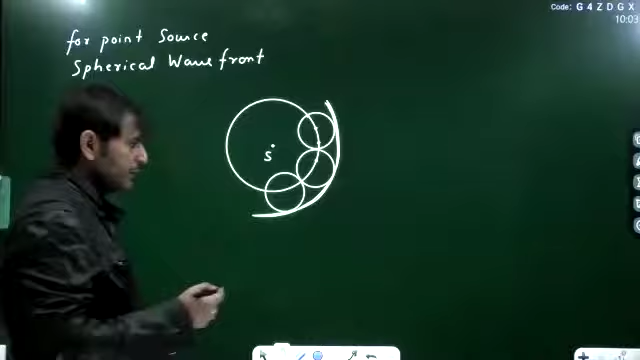 Code: G 4 Z D G X
10:03
for point Source
Spherical Wave front
S